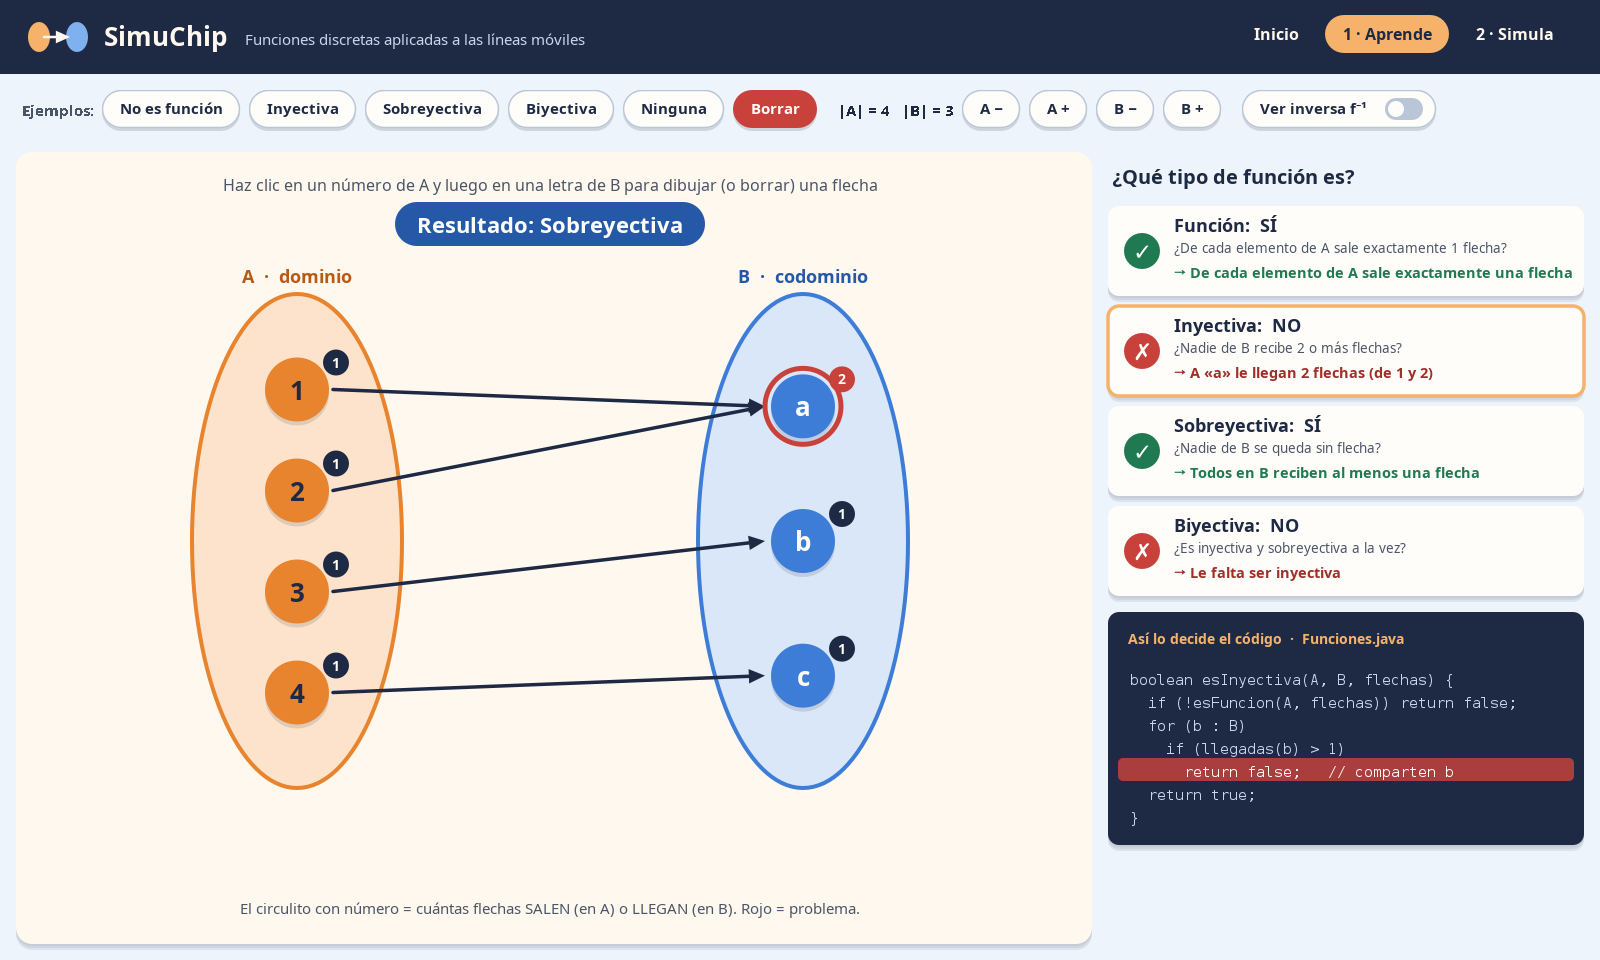 SimuChip Funciones discretas aplicadas a las líneas móviles Inicio 1 · Aprende 2 · Simula
Ejemplos: No es función Inyectiva Sobreyectiva Biyectiva Ninguna Borrar |A| = 4 |B| = 3 A − A + B − B + Ver inversa f⁻¹
Haz clic en un número de A y luego en una letra de B para dibujar (o borrar) una flecha
Resultado: Sobreyectiva
A · dominio
B · codominio
1 1
2 1
3 1
4 1
a 2
b 1
c 1
El circulito con número = cuántas flechas SALEN (en A) o LLEGAN (en B). Rojo = problema.
¿Qué tipo de función es?
✓ Función: SÍ
¿De cada elemento de A sale exactamente 1 flecha?
→ De cada elemento de A sale exactamente una flecha
✗ Inyectiva: NO
¿Nadie de B recibe 2 o más flechas?
→ A «a» le llegan 2 flechas (de 1 y 2)
✓ Sobreyectiva: SÍ
¿Nadie de B se queda sin flecha?
→ Todos en B reciben al menos una flecha
✗ Biyectiva: NO
¿Es inyectiva y sobreyectiva a la vez?
→ Le falta ser inyectiva
Así lo decide el código · Funciones.java
boolean esInyectiva(A, B, flechas) {
  if (!esFuncion(A, flechas)) return false;
  for (b : B)
    if (llegadas(b) > 1)
      return false;   // comparten b
  return true;
}